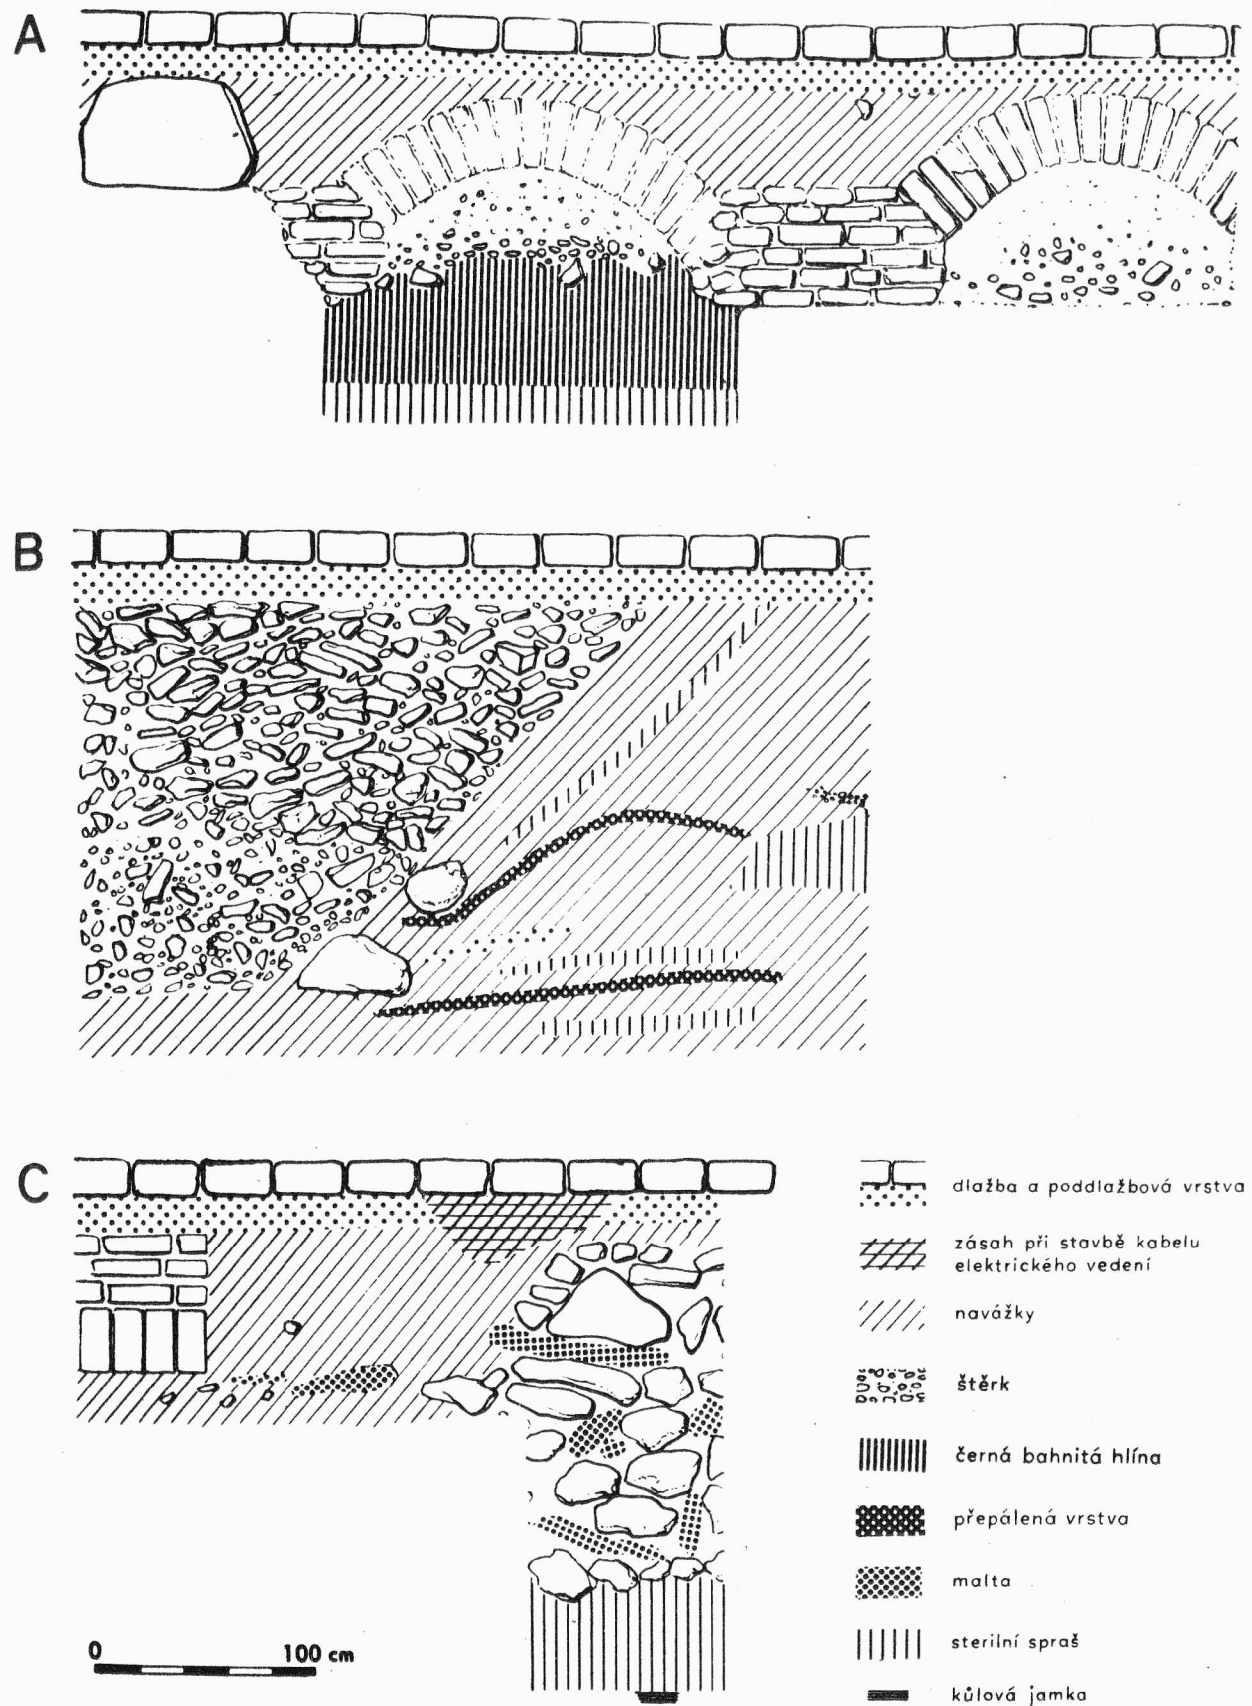 A
B
C
dlažba a poddlažbová vrstva
zásah při stavbě kabelu
elektrického vedení
navážky
štěrk
černá bahnitá hlína
přepálená vrstva
malta
sterilní spraš
kůlová jamka
0 100 cm